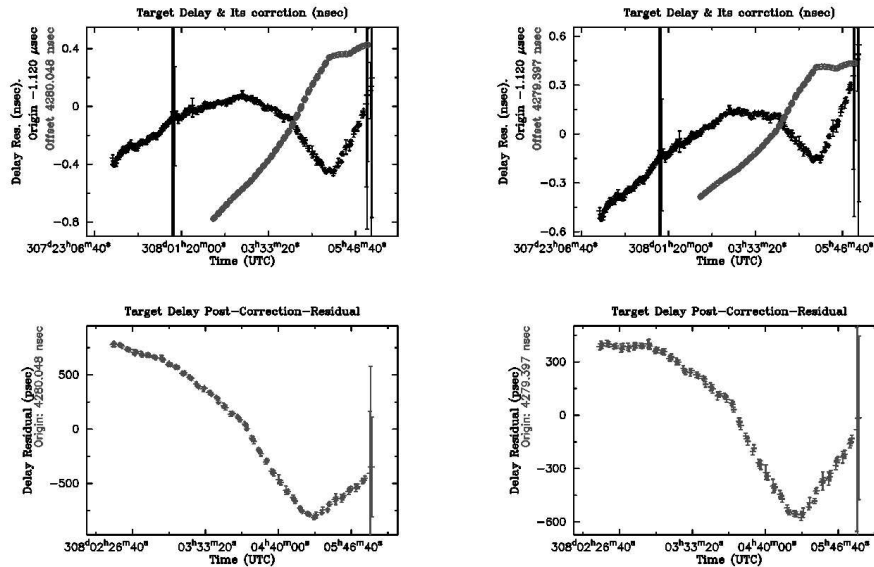 Target Delay & Its corrction (nsec)
Delay Res. (nsec).
Origin -1.120 μsec
Offset 4280.048 nsec
0.4
0
-0.4
-0.8
307d23h06m40s
308d01h20m00s
03h33m20s
05h46m40s
Time (UTC)
Target Delay & Its corrction (nsec)
Delay Res. (nsec).
Origin -1.120 μsec
Offset 4279.397 nsec
0.6
0.3
0
-0.3
-0.6
307d23h06m40s
308d01h20m00s
03h33m20s
05h46m40s
Time (UTC)
Target Delay Post-Correction-Residual
Delay Residual (psec)
Origin: 4280.048 nsec
750
500
250
0
-250
-500
-750
308d02h26m40s
03h33m20s
04h40m00s
05h46m40s
Time (UTC)
Target Delay Post-Correction-Residual
Delay Residual (psec)
Origin: 4279.397 nsec
300
0
-300
-600
308d02h26m40s
03h33m20s
04h40m00s
05h46m40s
Time (UTC)